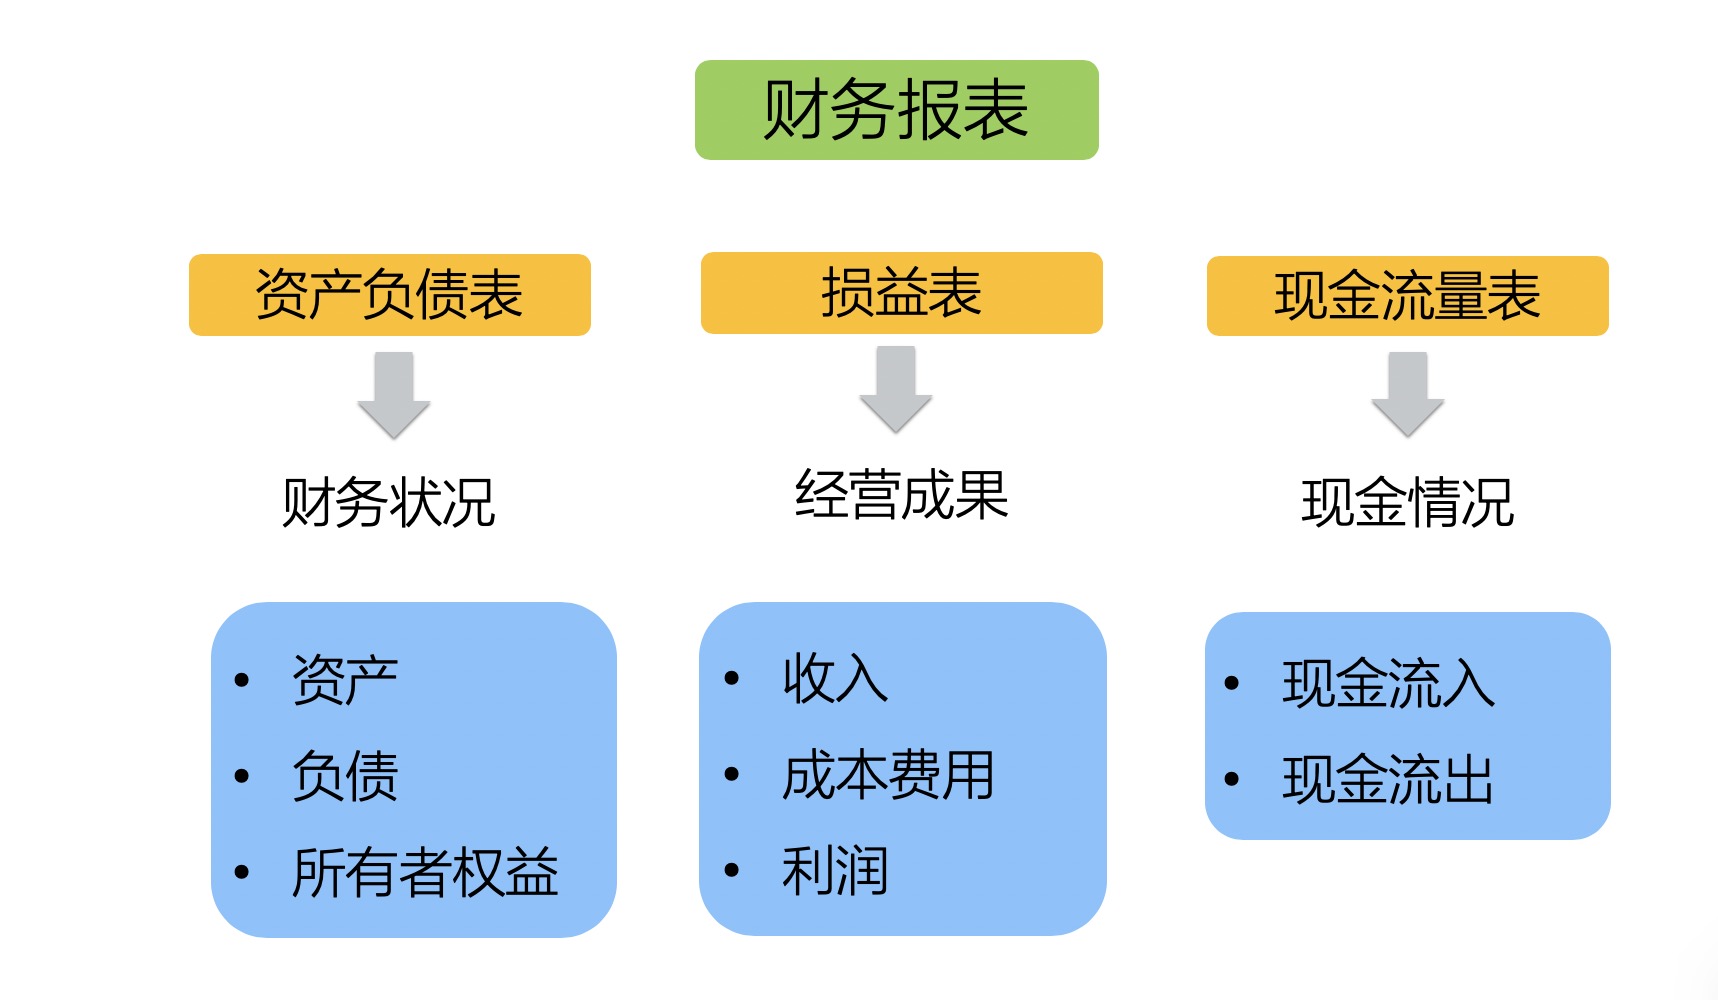 财务报表
资产负债表
损益表
现金流量表
财务状况
经营成果
现金情况
• 资产
• 负债
• 所有者权益
• 收入
• 成本费用
• 利润
• 现金流入
• 现金流出